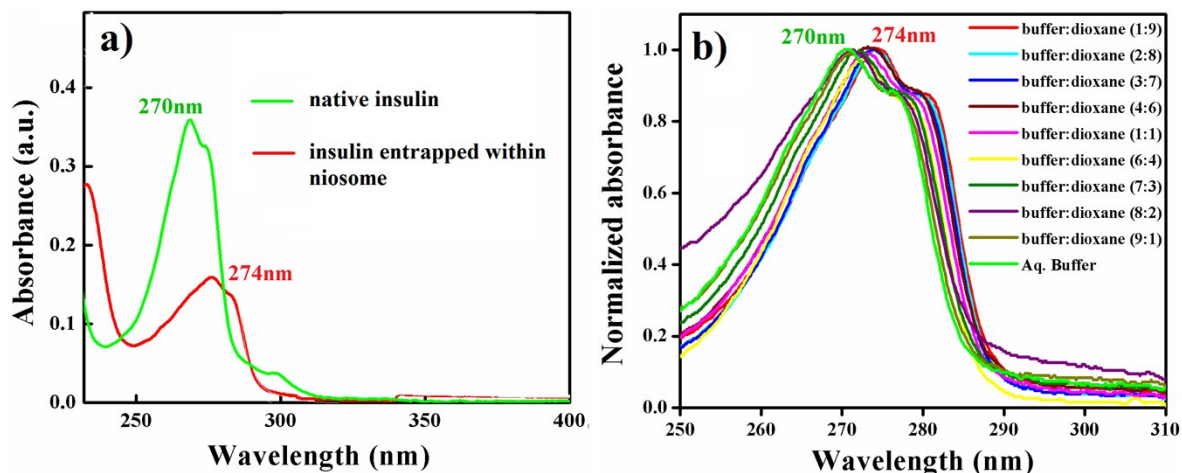 a)
0.4
0.3
0.2
0.1
0.0
250
300
350
400
Absorbance (a.u.)
Wavelength (nm)
270nm
274nm
native insulin
insulin entrapped within
niosome
b)
1.0
0.8
0.6
0.4
0.2
0.0
250
260
270
280
290
300
310
Normalized absorbance
Wavelength (nm)
270nm
274nm
buffer:dioxane (1:9)
buffer:dioxane (2:8)
buffer:dioxane (3:7)
buffer:dioxane (4:6)
buffer:dioxane (1:1)
buffer:dioxane (6:4)
buffer:dioxane (7:3)
buffer:dioxane (8:2)
buffer:dioxane (9:1)
Aq. Buffer